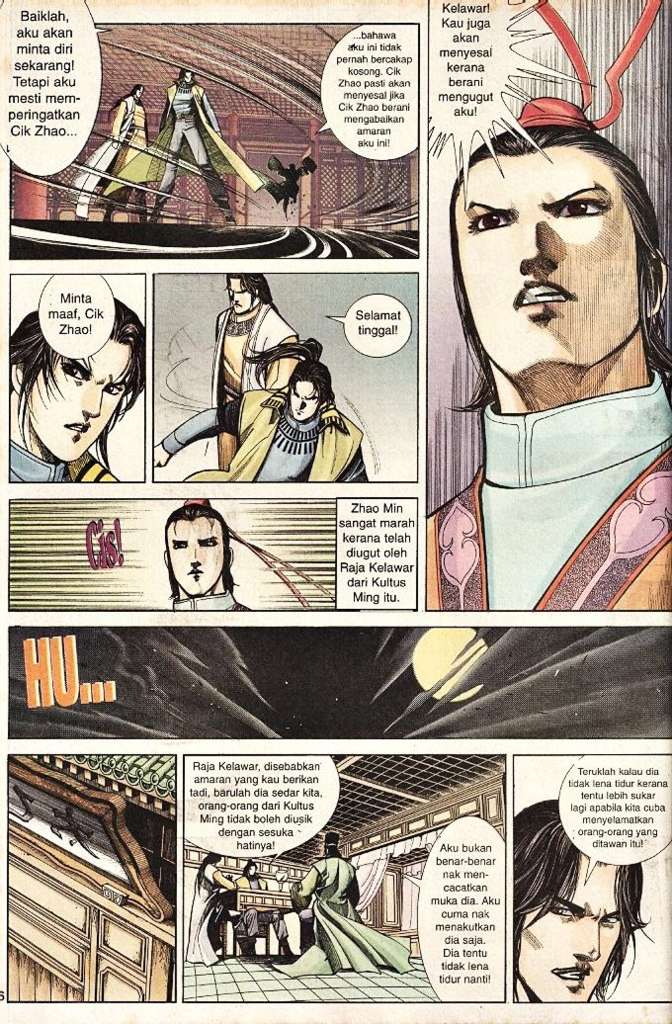 Baiklah,
aku akan
minta diri
sekarang!
Tetapi aku
mesti mem-
peringatkan
Cik Zhao...
...bahawa
aku ini tidak
pernah bercakap
kosong. Cik
Zhao pasti akan
menyesal jika
Cik Zhao berani
mengabaikan
amaran
aku ini!
Kelawar!
Kau juga
akan
menyesal
kerana
berani
mengugut
aku!
Minta
maaf, Cik
Zhao!
Selamat
tinggal!
Cis!
Zhao Min
sangat marah
kerana telah
diugut oleh
Raja Kelawar
dari Kultus
Ming itu.
HU...
Raja Kelawar, disebabkan
amaran yang kau berikan
tadi, barulah dia sedar kita,
orang-orang dari Kultus
Ming tidak boleh diusik
dengan sesuka
hatinya!
Aku bukan
benar-benar
nak men-
cacatkan
muka dia. Aku
cuma nak
menakutkan
dia saja.
Dia tentu
tidak lena
tidur nanti!
Teruklah kalau dia
tidak lena tidur kerana
tentu lebih sukar
lagi apabila kita cuba
menyelamatkan
orang-orang yang
ditawan itu!